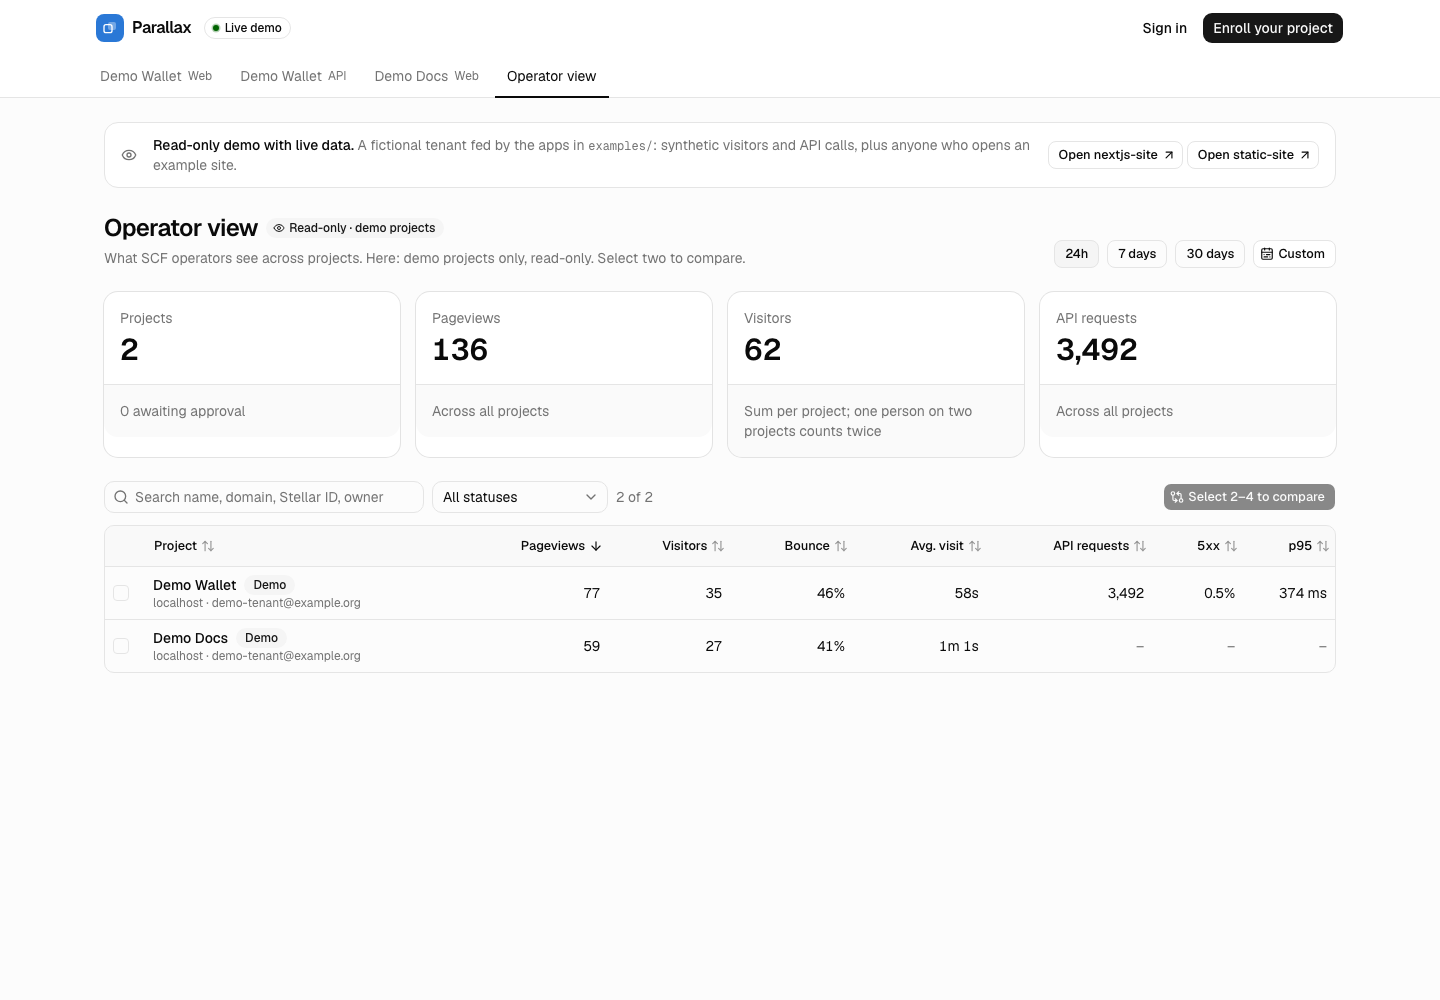 Parallax
Live demo
Sign in
Enroll your project
Demo Wallet Web
Demo Wallet API
Demo Docs Web
Operator view
Read-only demo with live data. A fictional tenant fed by the apps in examples/: synthetic visitors and API calls, plus anyone who opens an
example site.
Open nextjs-site
Open static-site
Operator view
Read-only · demo projects
What SCF operators see across projects. Here: demo projects only, read-only. Select two to compare.
24h
7 days
30 days
Custom
Projects
2
0 awaiting approval
Pageviews
136
Across all projects
Visitors
62
Sum per project; one person on two
projects counts twice
API requests
3,492
Across all projects
Search name, domain, Stellar ID, owner
All statuses
2 of 2
Select 2–4 to compare
Project Pageviews Visitors Bounce Avg. visit API requests 5xx p95
Demo Wallet Demo 77 35 46% 58s 3,492 0.5% 374 ms
localhost · demo-tenant@example.org
Demo Docs Demo 59 27 41% 1m 1s – – –
localhost · demo-tenant@example.org